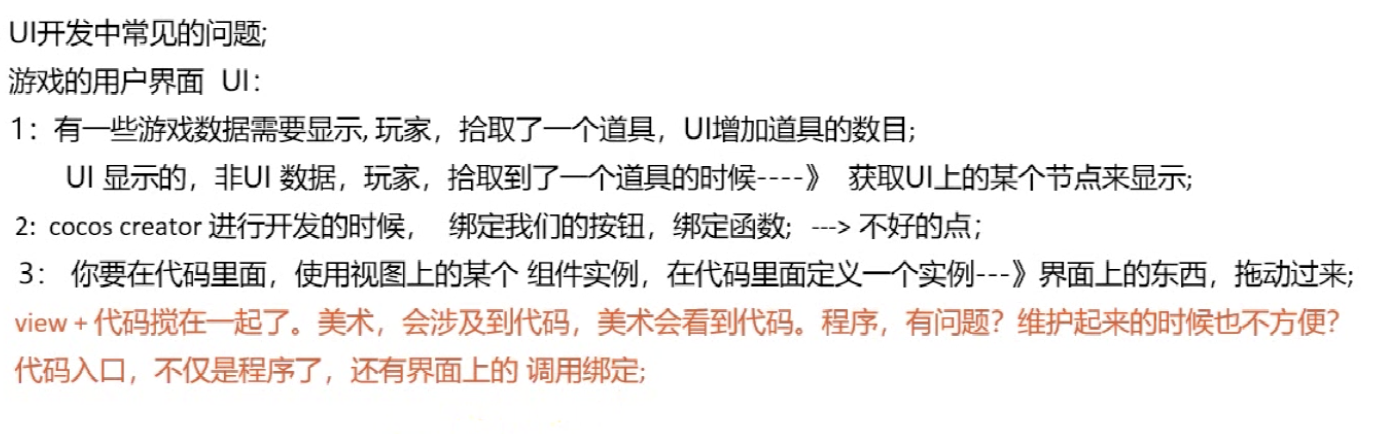 UI开发中常见的问题;
游戏的用户界面 UI：
1：有一些游戏数据需要显示, 玩家，拾取了一个道具，UI增加道具的数目;
UI 显示的，非UI 数据，玩家，拾取到了一个道具的时候----》 获取UI上的某个节点来显示;
2: cocos creator 进行开发的时候， 绑定我们的按钮，绑定函数; ---> 不好的点；
3： 你要在代码里面，使用视图上的某个 组件实例，在代码里面定义一个实例---》界面上的东西，拖动过来;
view + 代码搅在一起了。美术，会涉及到代码，美术会看到代码。程序，有问题？维护起来的时候也不方便？
代码入口，不仅是程序了，还有界面上的 调用绑定;